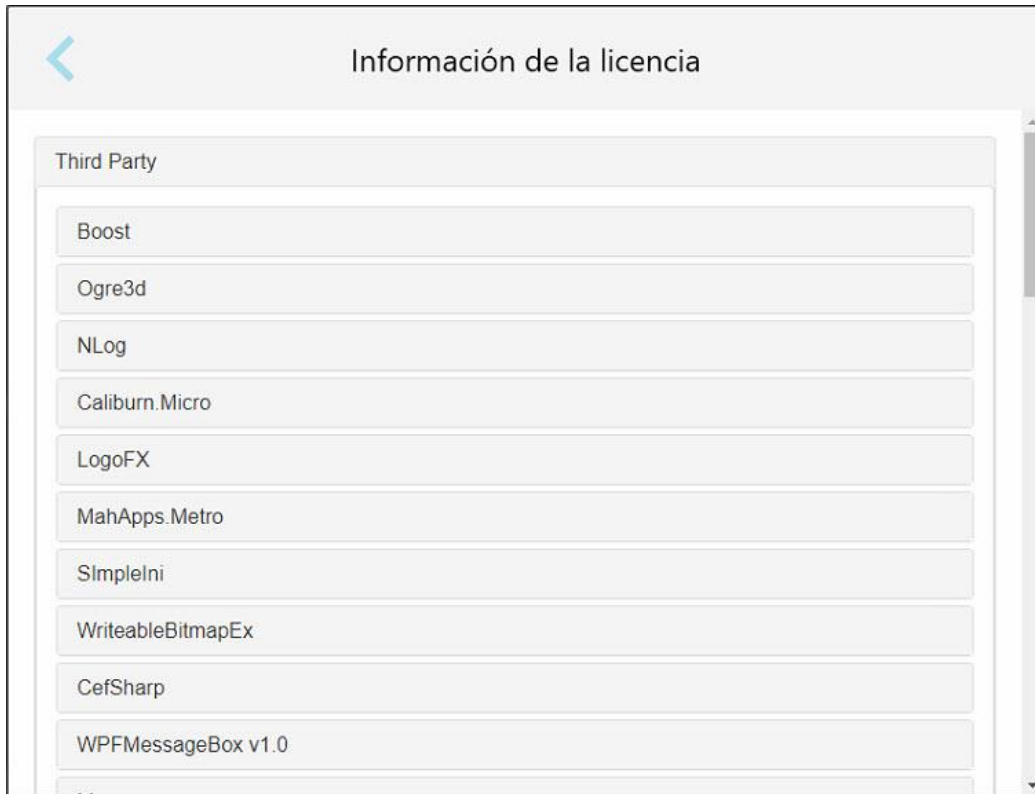 Información de la licencia
Third Party
Boost
Ogre3d
NLog
Caliburn.Micro
LogoFX
MahApps.Metro
SImpleIni
WriteableBitmapEx
CefSharp
WPFMessageBox v1.0